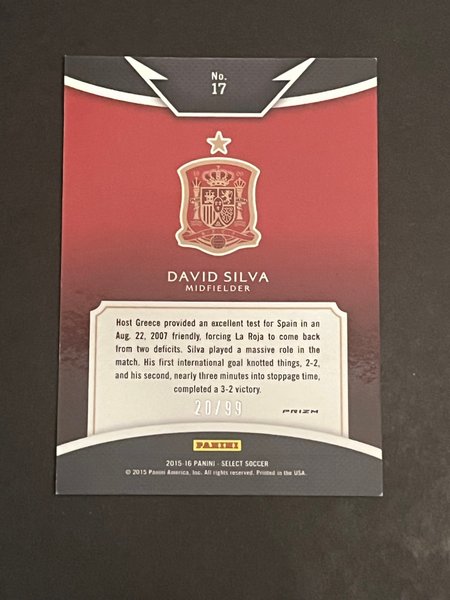 No.
17
DAVID SILVA
MIDFIELDER
Host Greece provided an excellent test for Spain in an
Aug. 22, 2007 friendly, forcing La Roja to come back
from two deficits. Silva played a massive role in the
match. His first international goal knotted things, 2-2,
and his second, nearly three minutes into stoppage time,
completed a 3-2 victory.
20/99
PRIZM
PANINI
2015-16 PANINI - SELECT SOCCER
© 2015 Panini America, Inc. All rights reserved. Printed in the USA.